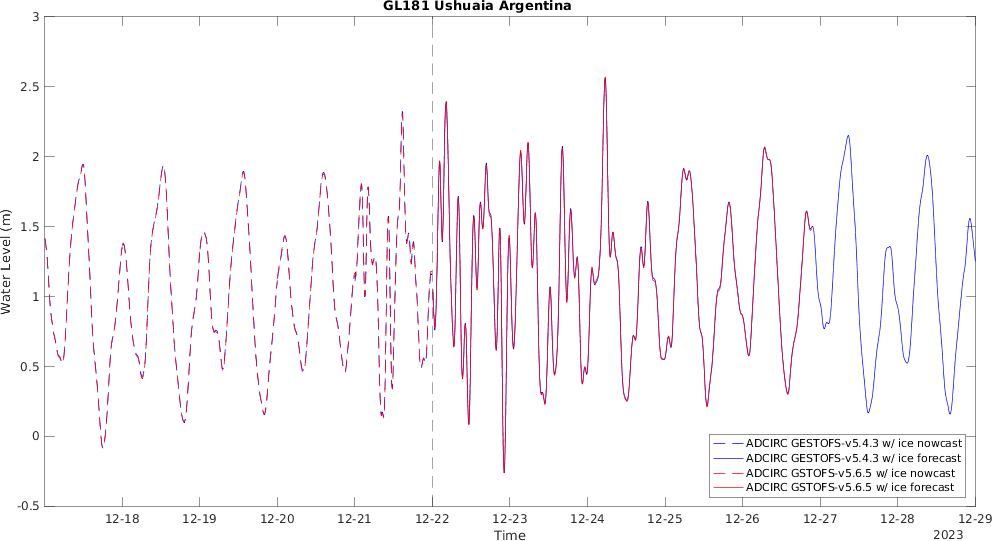 GL181 Ushuaia Argentina
3
2.5
2
1.5
1
0.5
0
-0.5
Water Level (m)
12-18 12-19 12-20 12-21 12-22 12-23 12-24 12-25 12-26 12-27 12-28 12-29
Time
2023
ADCIRC GESTOFS-v5.4.3 w/ ice nowcast
ADCIRC GESTOFS-v5.4.3 w/ ice forecast
ADCIRC GSTOFS-v5.6.5 w/ ice nowcast
ADCIRC GSTOFS-v5.6.5 w/ ice forecast